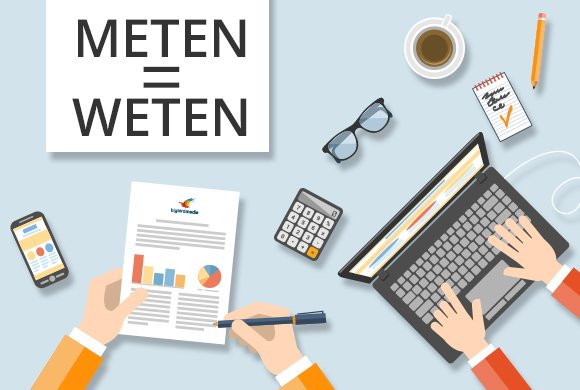 METEN
=
WETEN